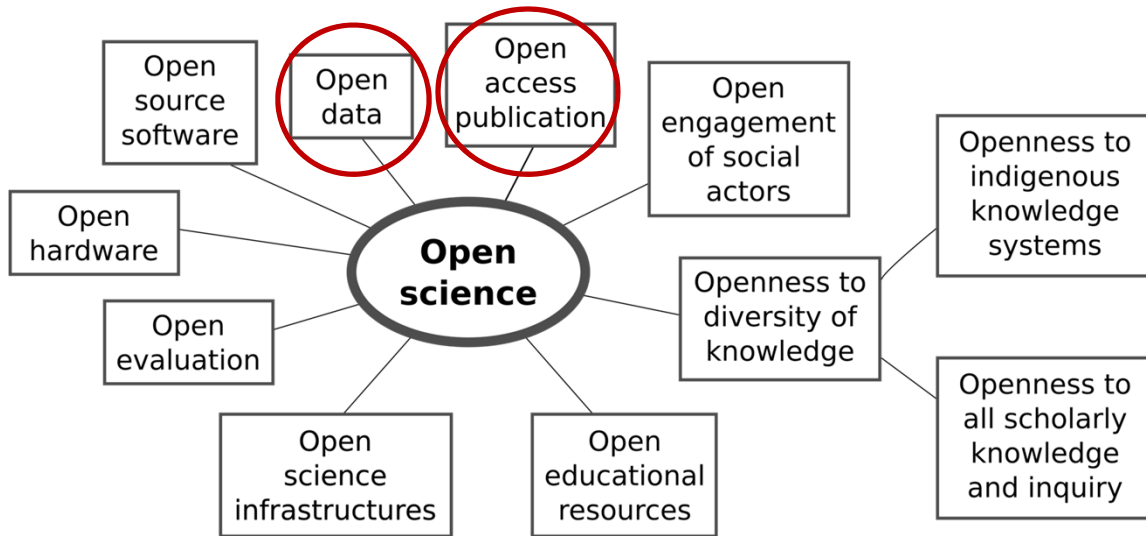 Open
source
software
Open
data
Open
access
publication
Open
engagement
of social
actors
Openness to
indigenous
knowledge
systems
Open
hardware
Open
science
Openness to
diversity of
knowledge
Open
evaluation
Openness to
all scholarly
knowledge
and inquiry
Open
science
infrastructures
Open
educational
resources